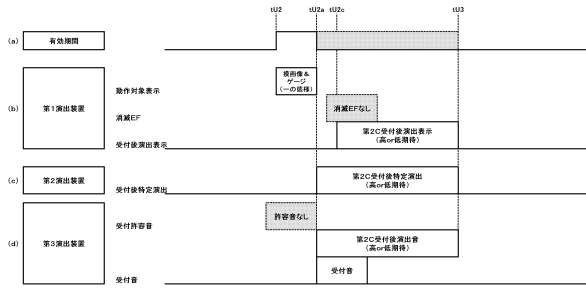 tU2
tU2a
tU2c
tU3
(a)
有効期間
(b)
第1演出装置
動作対象表示
換画像&
ゲージ
(一の態様)
消滅EF
消滅EFなし
受付後演出表示
第2C受付後演出表示
(高or低期待)
(c)
第2演出装置
受付後特定演出
第2C受付後特定演出
(高or低期待)
(d)
第3演出装置
受付許容音
許容音なし
第2C受付後演出音
(高or低期待)
受付音
受付音